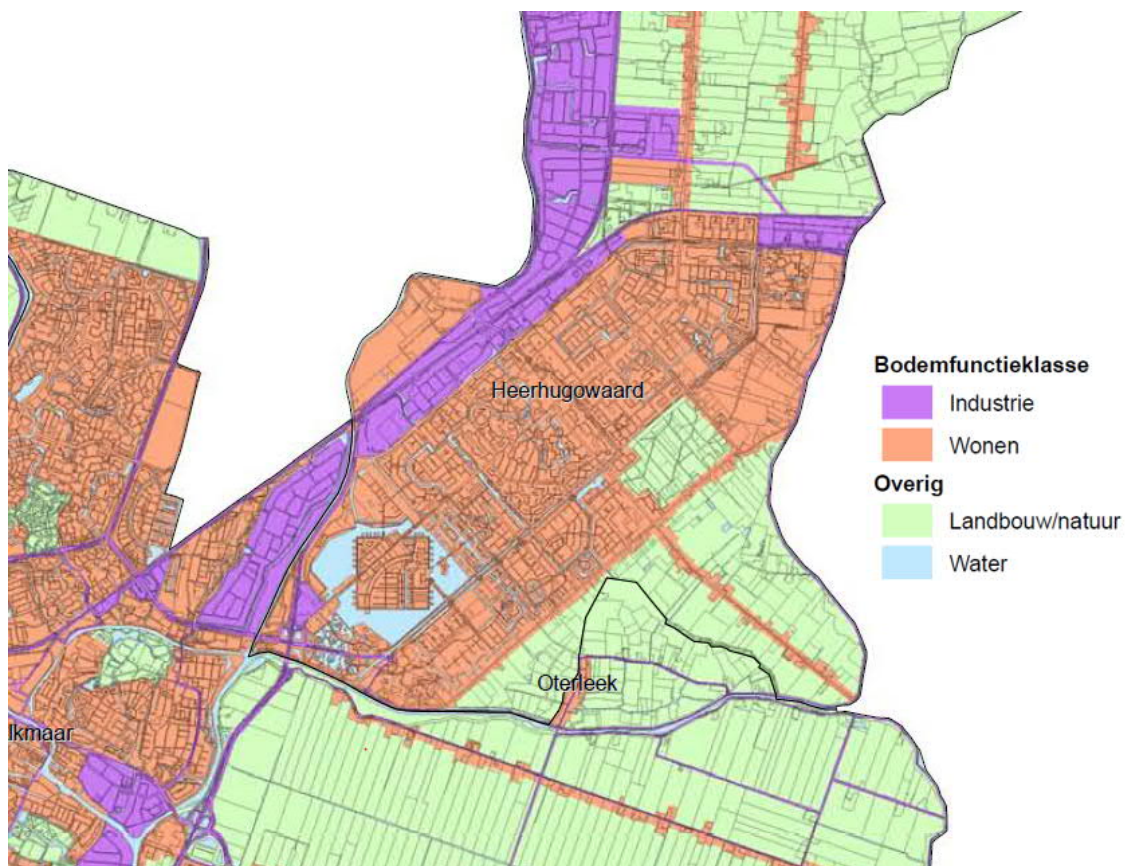 Heerhugowaard
Oterleek
lkmaar
Bodemfunctieklasse
Industrie
Wonen
Overig
Landbouw/natuur
Water